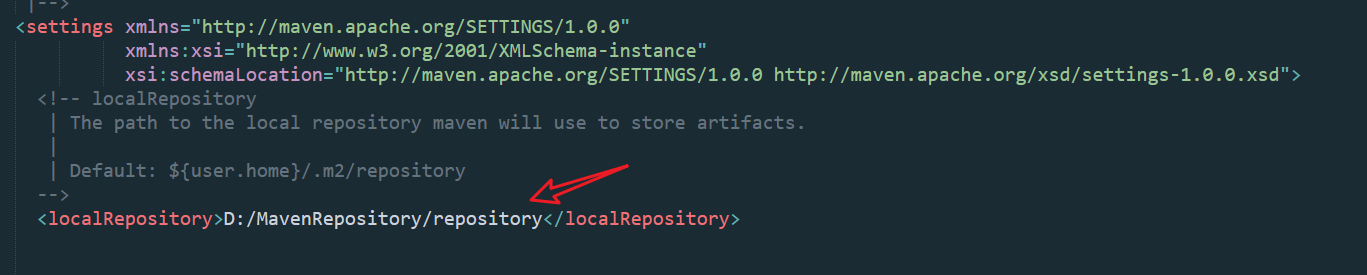 |-->
<settings xmlns="http://maven.apache.org/SETTINGS/1.0.0"
xmlns:xsi="http://www.w3.org/2001/XMLSchema-instance"
xsi:schemaLocation="http://maven.apache.org/SETTINGS/1.0.0 http://maven.apache.org/xsd/settings-1.0.0.xsd">
<!-- localRepository
| The path to the local repository maven will use to store artifacts.
|
| Default: ${user.home}/.m2/repository
-->
<localRepository>D:/MavenRepository/repository</localRepository>